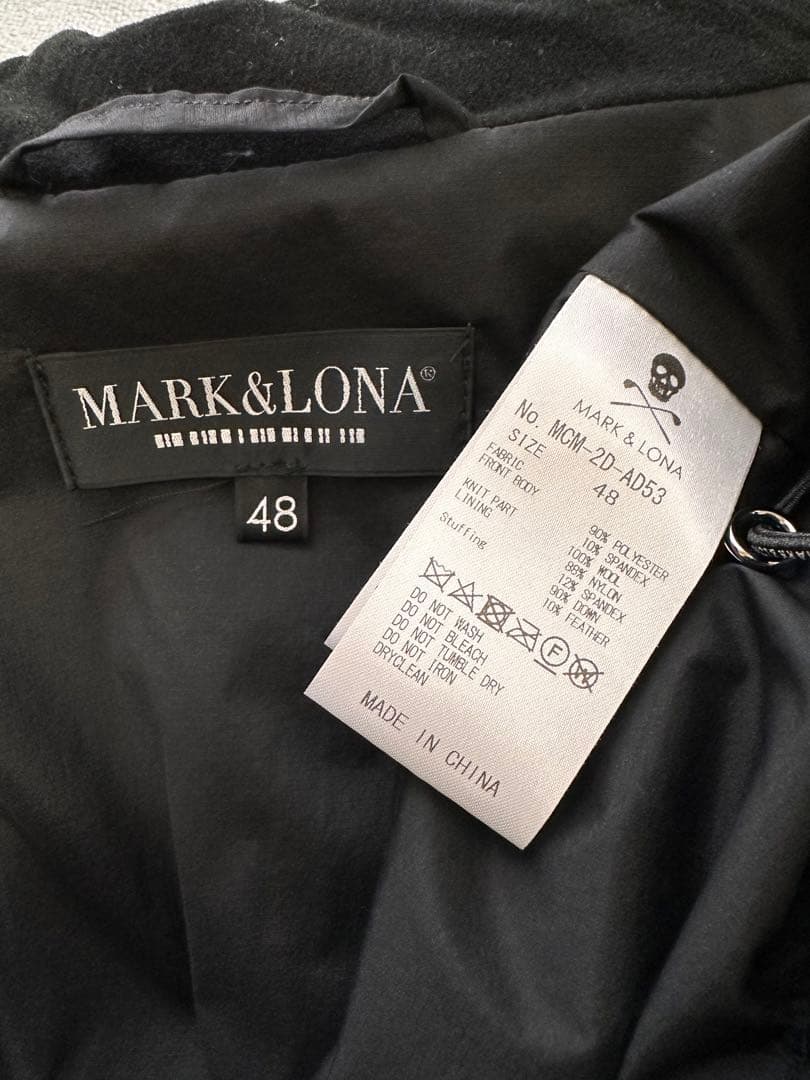 MARK&LONA®
48
MARK & LONA
No. MCM-2D-AD53
SIZE 48
FABRIC
FRONT BODY 90% POLYESTER
10% SPANDEX
KNIT PART 100% WOOL
LINING 88% NYLON
12% SPANDEX
Stuffing 90% DOWN
10% FEATHER
F
W
DO NOT WASH
DO NOT BLEACH
DO NOT TUMBLE DRY
DO NOT IRON
DRYCLEAN
MADE IN CHINA